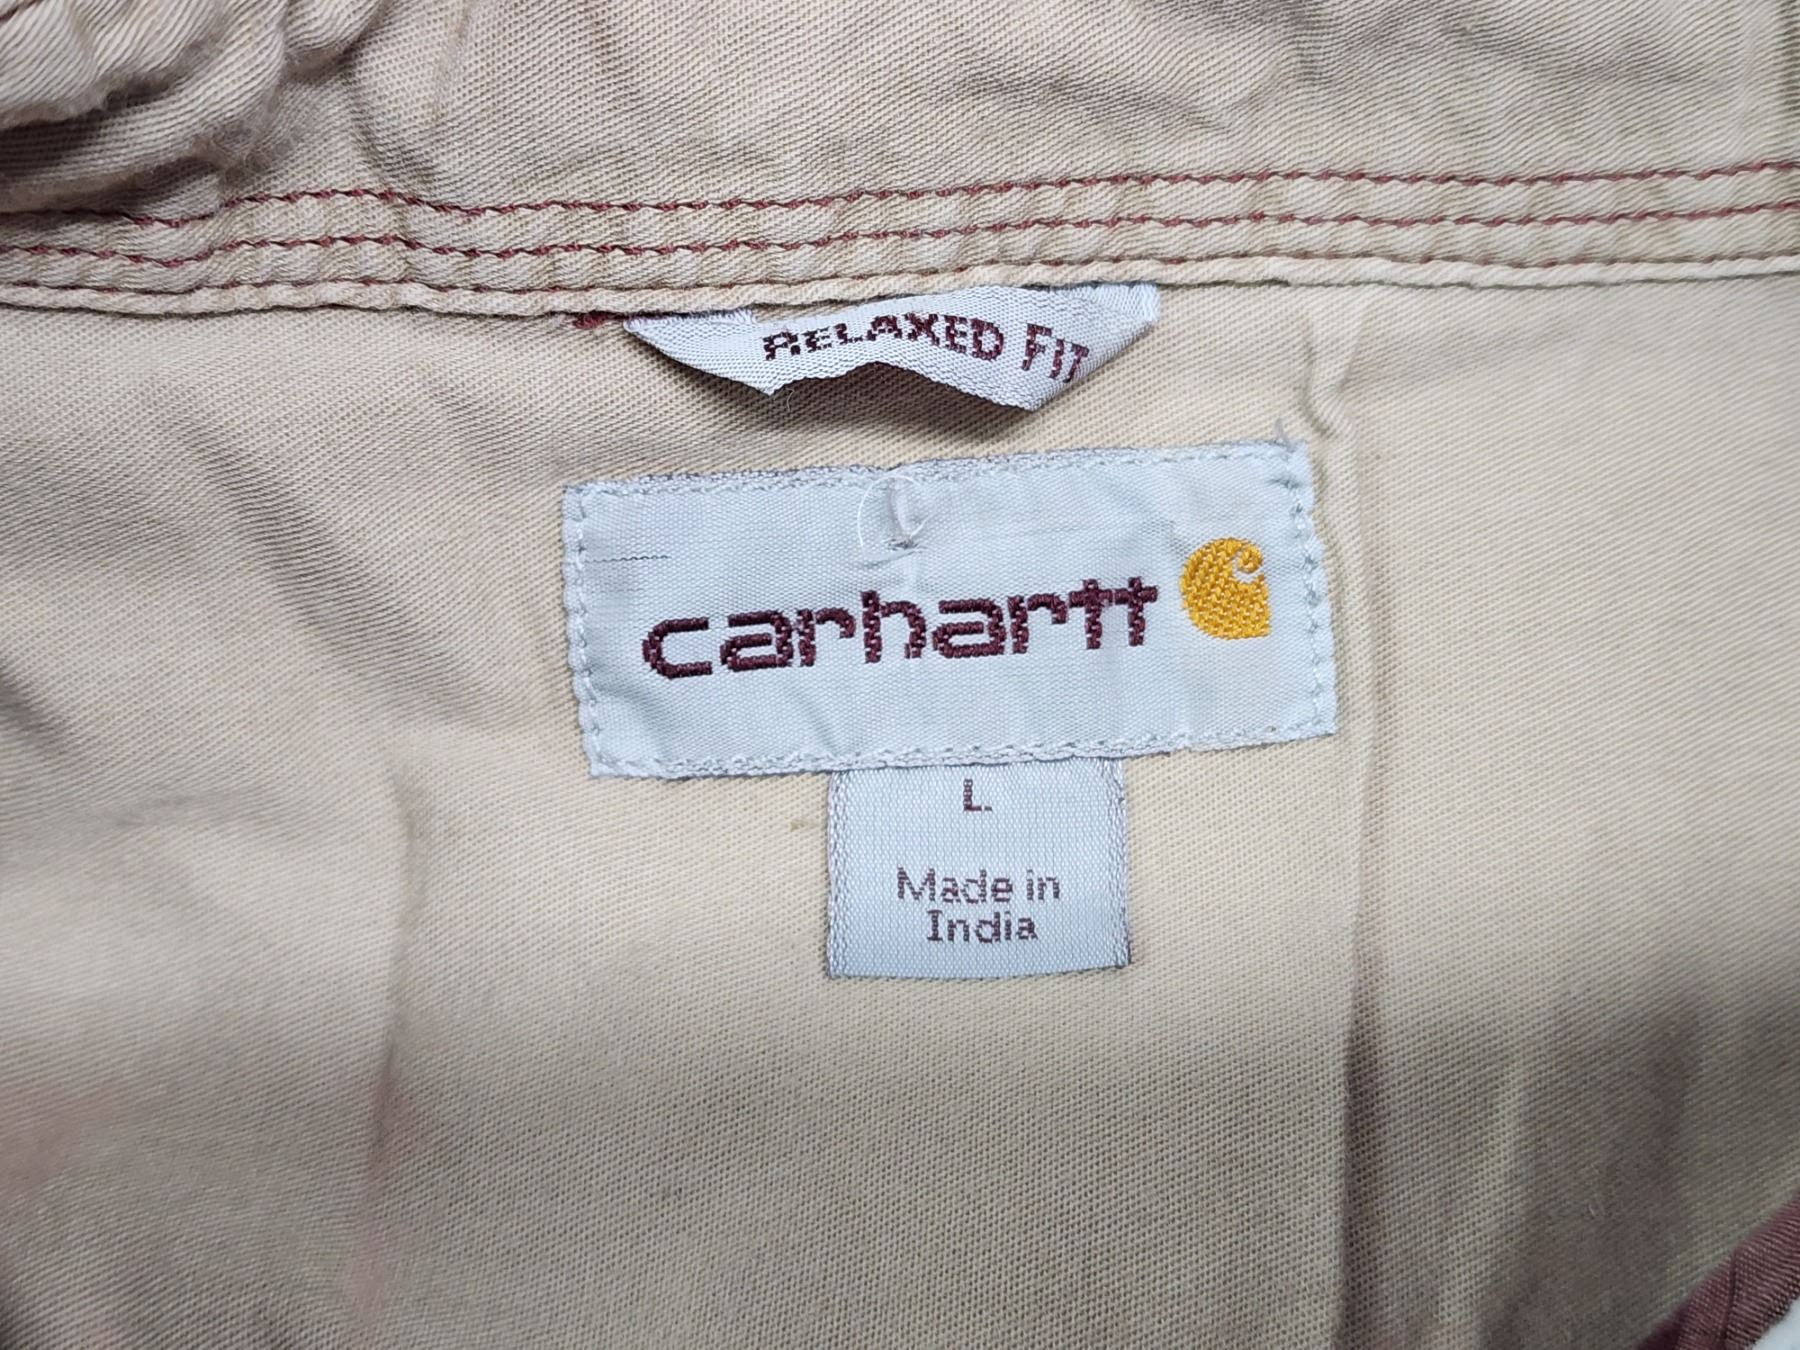 RELAXED FIT
carhartt
L
Made in
India